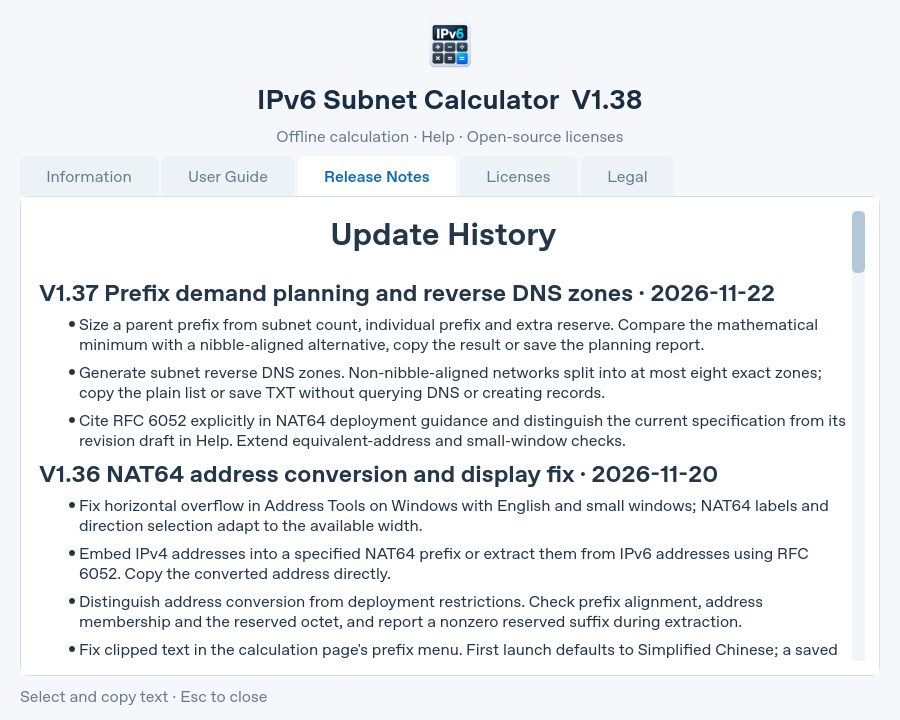 IPv6
IPv6 Subnet Calculator V1.38
Offline calculation · Help · Open-source licenses
Information User Guide Release Notes Licenses Legal
Update History
V1.37 Prefix demand planning and reverse DNS zones · 2026-11-22
• Size a parent prefix from subnet count, individual prefix and extra reserve. Compare the mathematical
minimum with a nibble-aligned alternative, copy the result or save the planning report.
• Generate subnet reverse DNS zones. Non-nibble-aligned networks split into at most eight exact zones;
copy the plain list or save TXT without querying DNS or creating records.
• Cite RFC 6052 explicitly in NAT64 deployment guidance and distinguish the current specification from its
revision draft in Help. Extend equivalent-address and small-window checks.
V1.36 NAT64 address conversion and display fix · 2026-11-20
• Fix horizontal overflow in Address Tools on Windows with English and small windows; NAT64 labels and
direction selection adapt to the available width.
• Embed IPv4 addresses into a specified NAT64 prefix or extract them from IPv6 addresses using RFC
6052. Copy the converted address directly.
• Distinguish address conversion from deployment restrictions. Check prefix alignment, address
membership and the reserved octet, and report a nonzero reserved suffix during extraction.
• Fix clipped text in the calculation page's prefix menu. First launch defaults to Simplified Chinese; a saved
Select and copy text · Esc to close